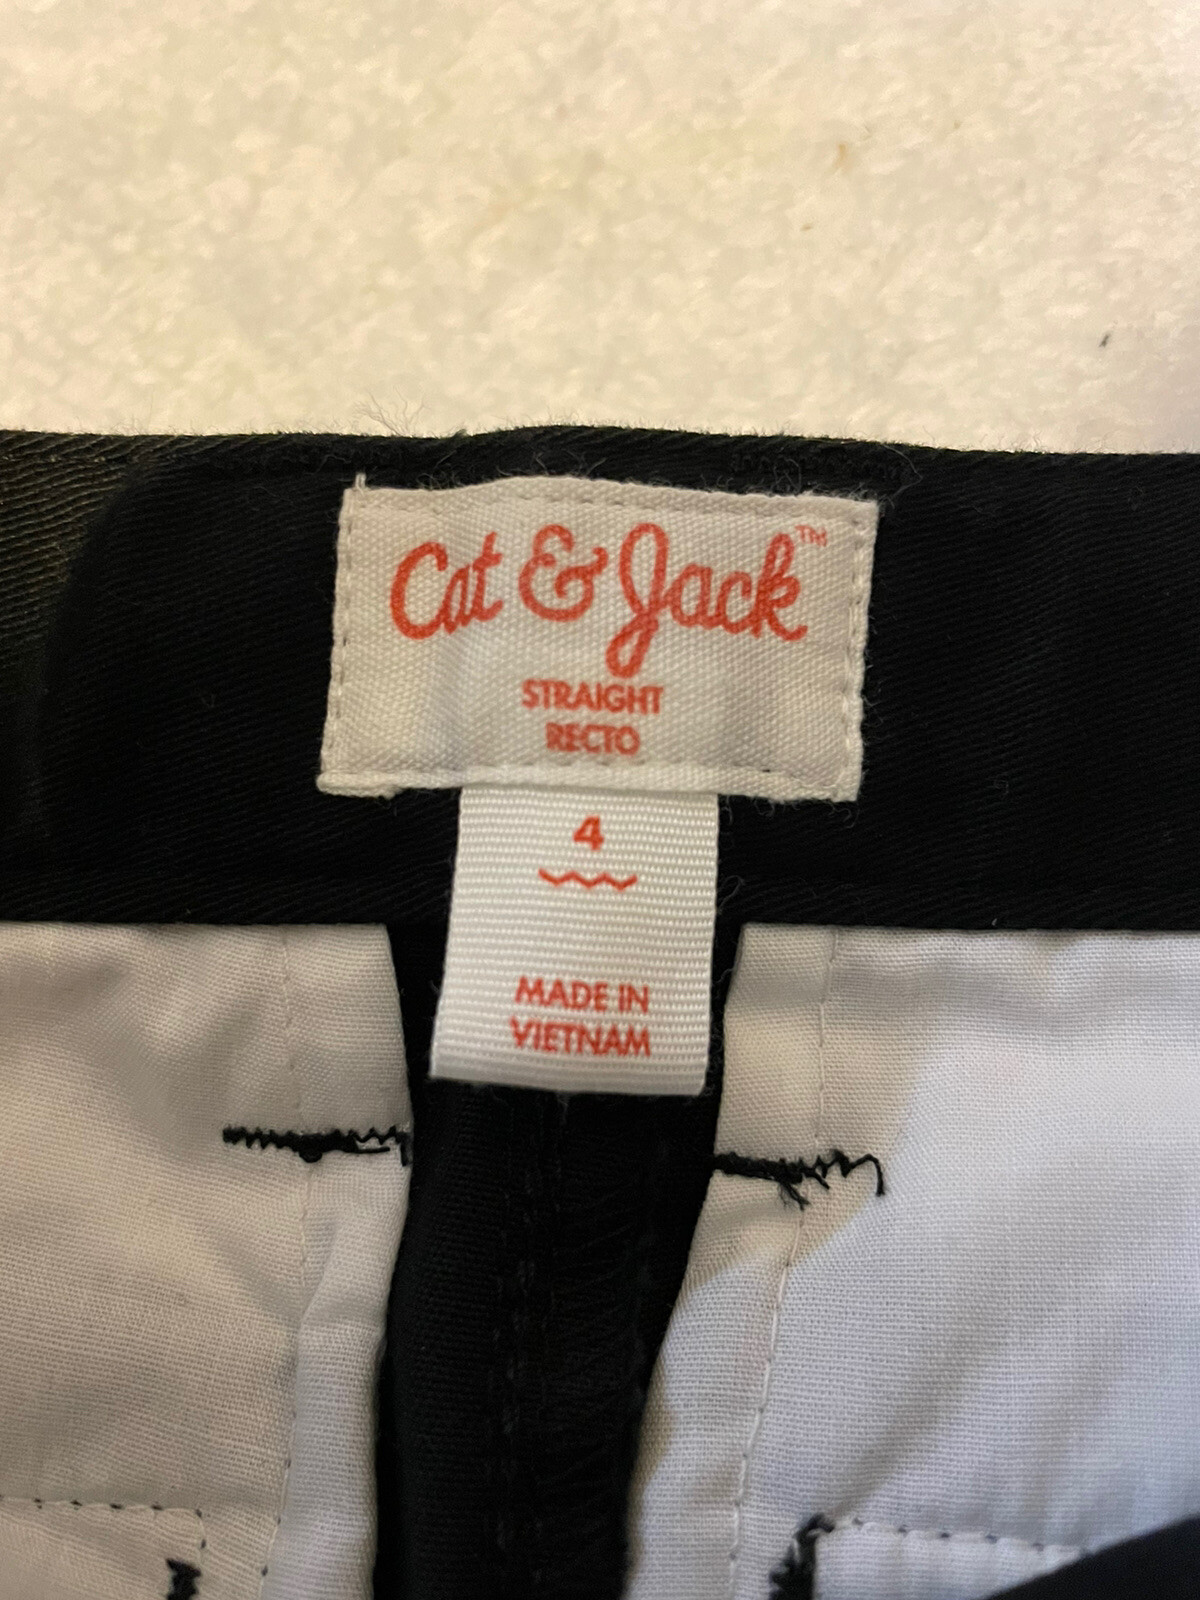 Cat & Jack™
STRAIGHT
RECTO
4
MADE IN
VIETNAM